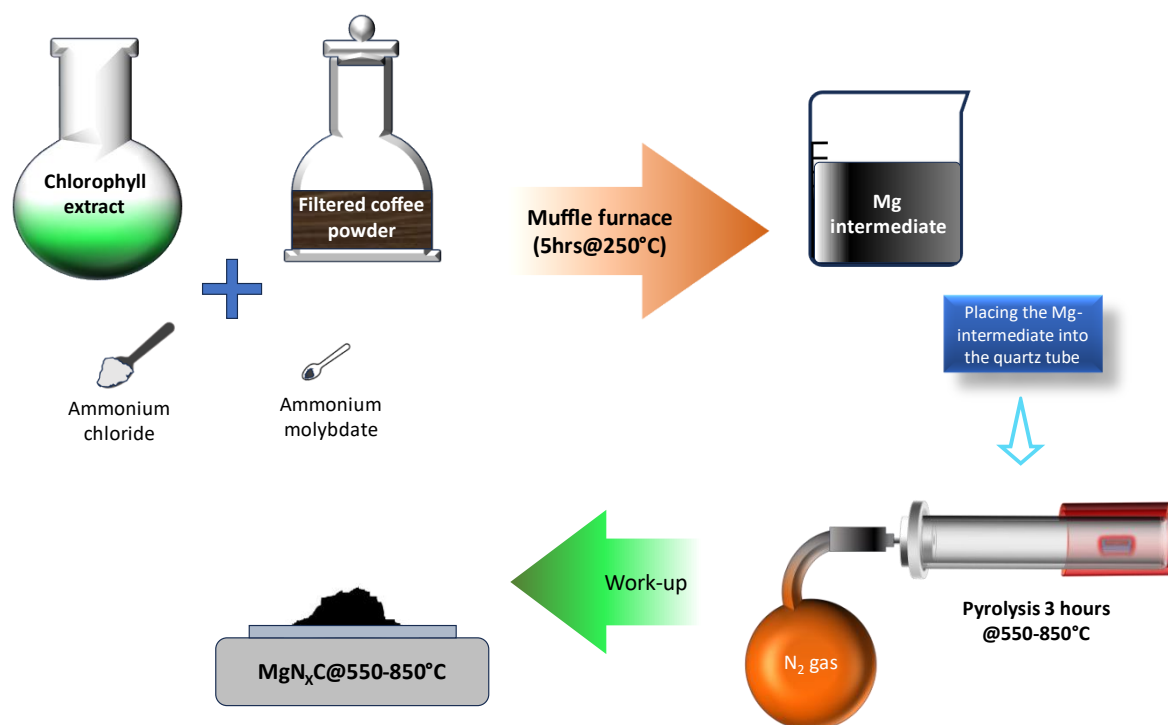 Chlorophyll
extract
Filtered coffee
powder
Ammonium
chloride
Ammonium
molybdate
Muffle furnace
(5hrs@250°C)
Mg
intermediate
Placing the Mg-
intermediate into
the quartz tube
N₂ gas
Pyrolysis 3 hours
@550-850°C
Work-up
MgNₓC@550-850°C